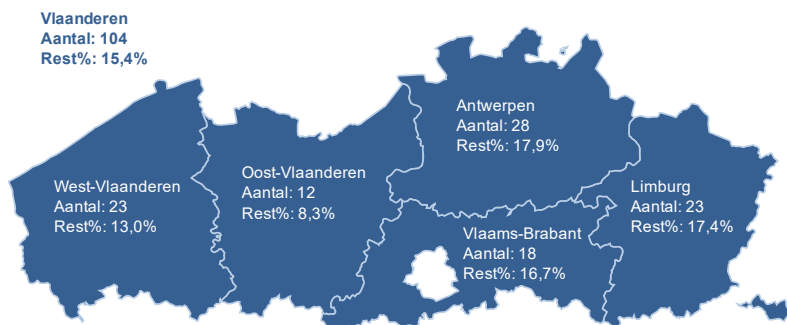 Vlaanderen
Aantal: 104
Rest%: 15,4%
Antwerpen
Aantal: 28
Rest%: 17,9%
West-Vlaanderen
Aantal: 23
Rest%: 13,0%
Oost-Vlaanderen
Aantal: 12
Rest%: 8,3%
Limburg
Aantal: 23
Rest%: 17,4%
Vlaams-Brabant
Aantal: 18
Rest%: 16,7%